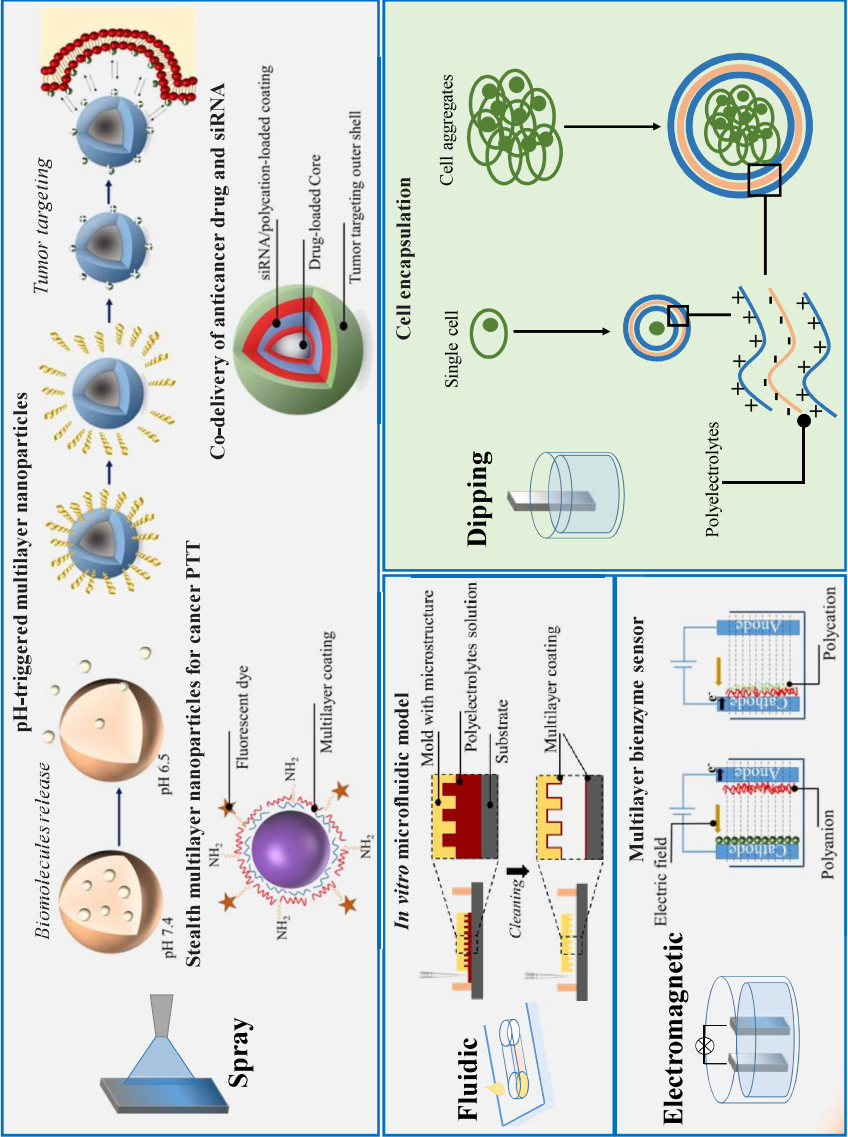 pH-triggered multilayer nanoparticles
Biomolecules release
Tumor targeting
pH 7.4
pH 6.5
Stealth multilayer nanoparticles for cancer PTT
Co-delivery of anticancer drug and siRNA
Spray
NH2
NH2
NH2
NH2
Fluorescent dye
Multilayer coating
siRNA/polycation-loaded coating
Drug-loaded Core
Tumor targeting outer shell
In vitro microfluidic model
Fluidic
Cleaning
Mold with microstructure
Polyelectrolytes solution
Substrate
Multilayer coating
Cell encapsulation
Dipping
Single cell
Cell aggregates
Polyelectrolytes
+ + + + +
- - - - - -
+ + + + +
Multilayer bienzyme sensor
Electromagnetic
Electric field
Cathode
Anode
e-
Polyanion
Cathode
Anode
e-
Polycation